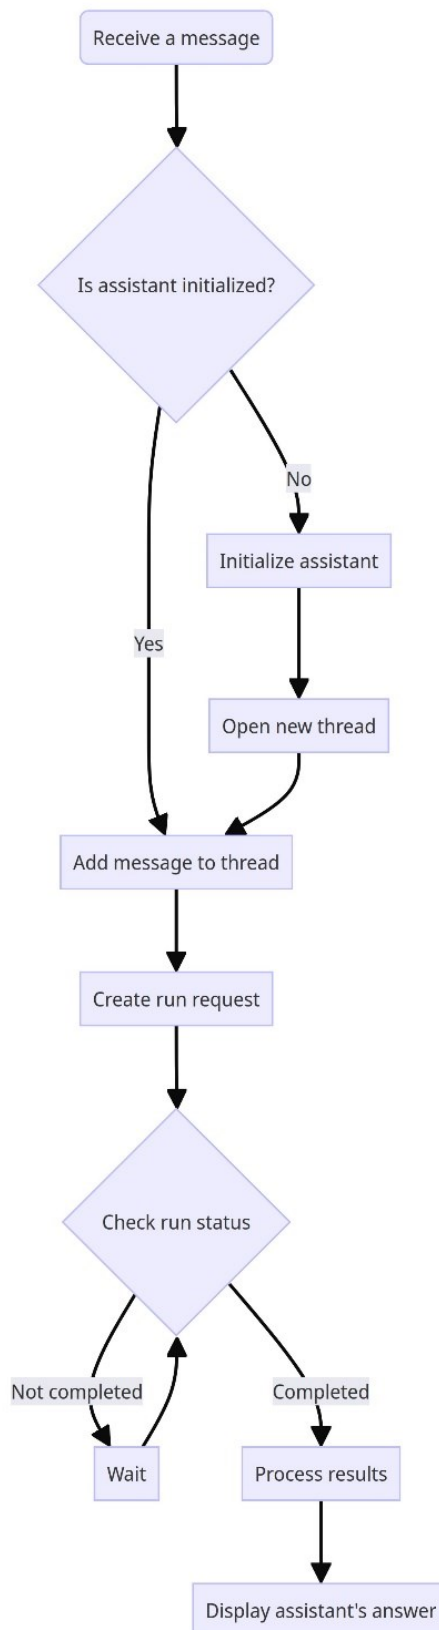 Receive a message
Is assistant initialized?
No
Initialize assistant
Yes
Open new thread
Add message to thread
Create run request
Check run status
Not completed
Completed
Wait
Process results
Display assistant's answer